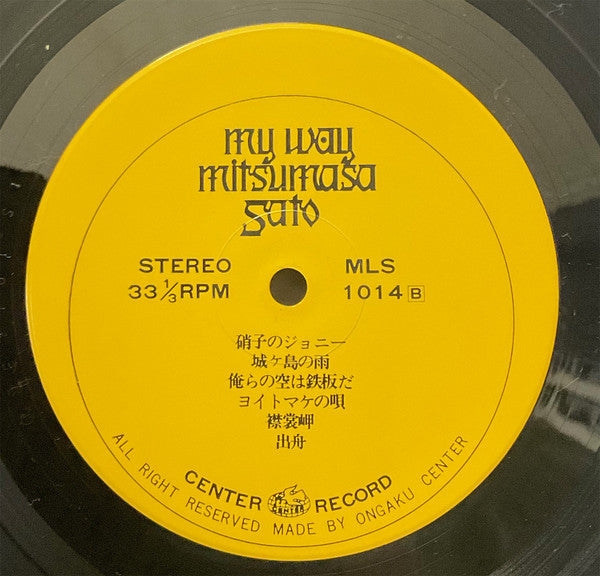 my way
mitsumasa
sato
STEREO
33 1/3 RPM
MLS
1014 B
硝子のジョニー
城ヶ島の雨
俺らの空は鉄板だ
ヨイトマケの唄
襟裳岬
出舟
CENTER RECORD
CENTER
ALL RIGHT RESERVED MADE BY ONGAKU CENTER